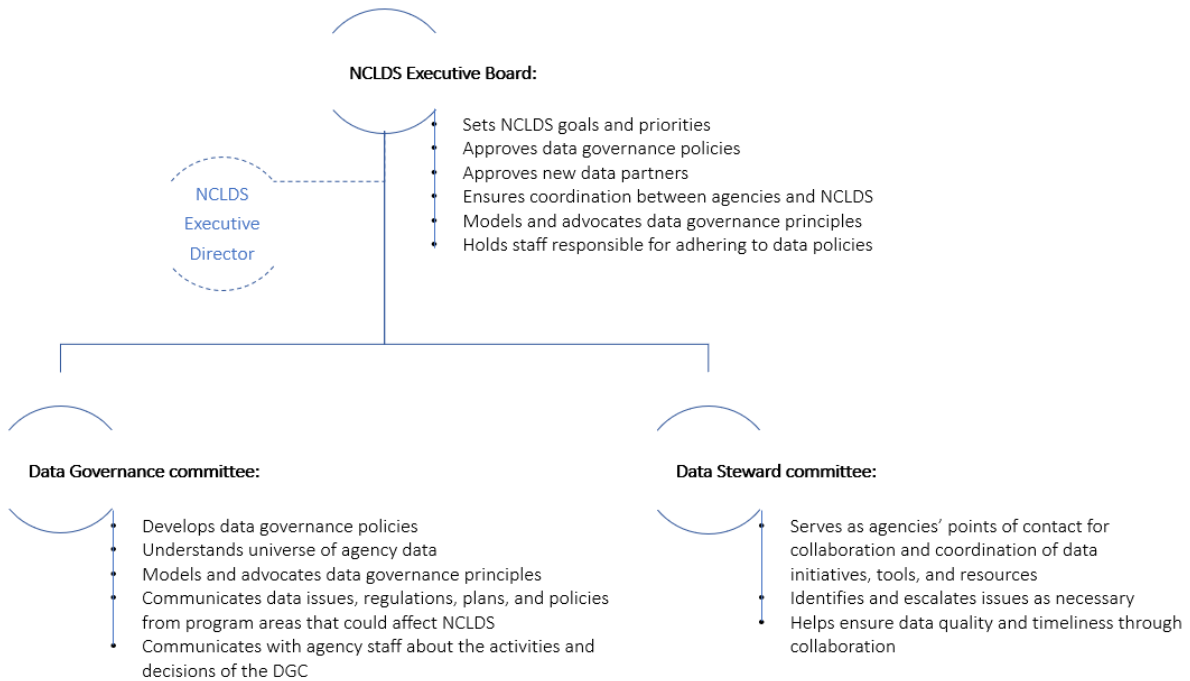 NCLDS Executive Board:
• Sets NCLDS goals and priorities
• Approves data governance policies
• Approves new data partners
• Ensures coordination between agencies and NCLDS
• Models and advocates data governance principles
• Holds staff responsible for adhering to data policies
NCLDS
Executive
Director
Data Governance committee:
• Develops data governance policies
• Understands universe of agency data
• Models and advocates data governance principles
• Communicates data issues, regulations, plans, and policies
from program areas that could affect NCLDS
• Communicates with agency staff about the activities and
decisions of the DGC
Data Steward committee:
• Serves as agencies’ points of contact for
collaboration and coordination of data
initiatives, tools, and resources
• Identifies and escalates issues as necessary
• Helps ensure data quality and timeliness through
collaboration